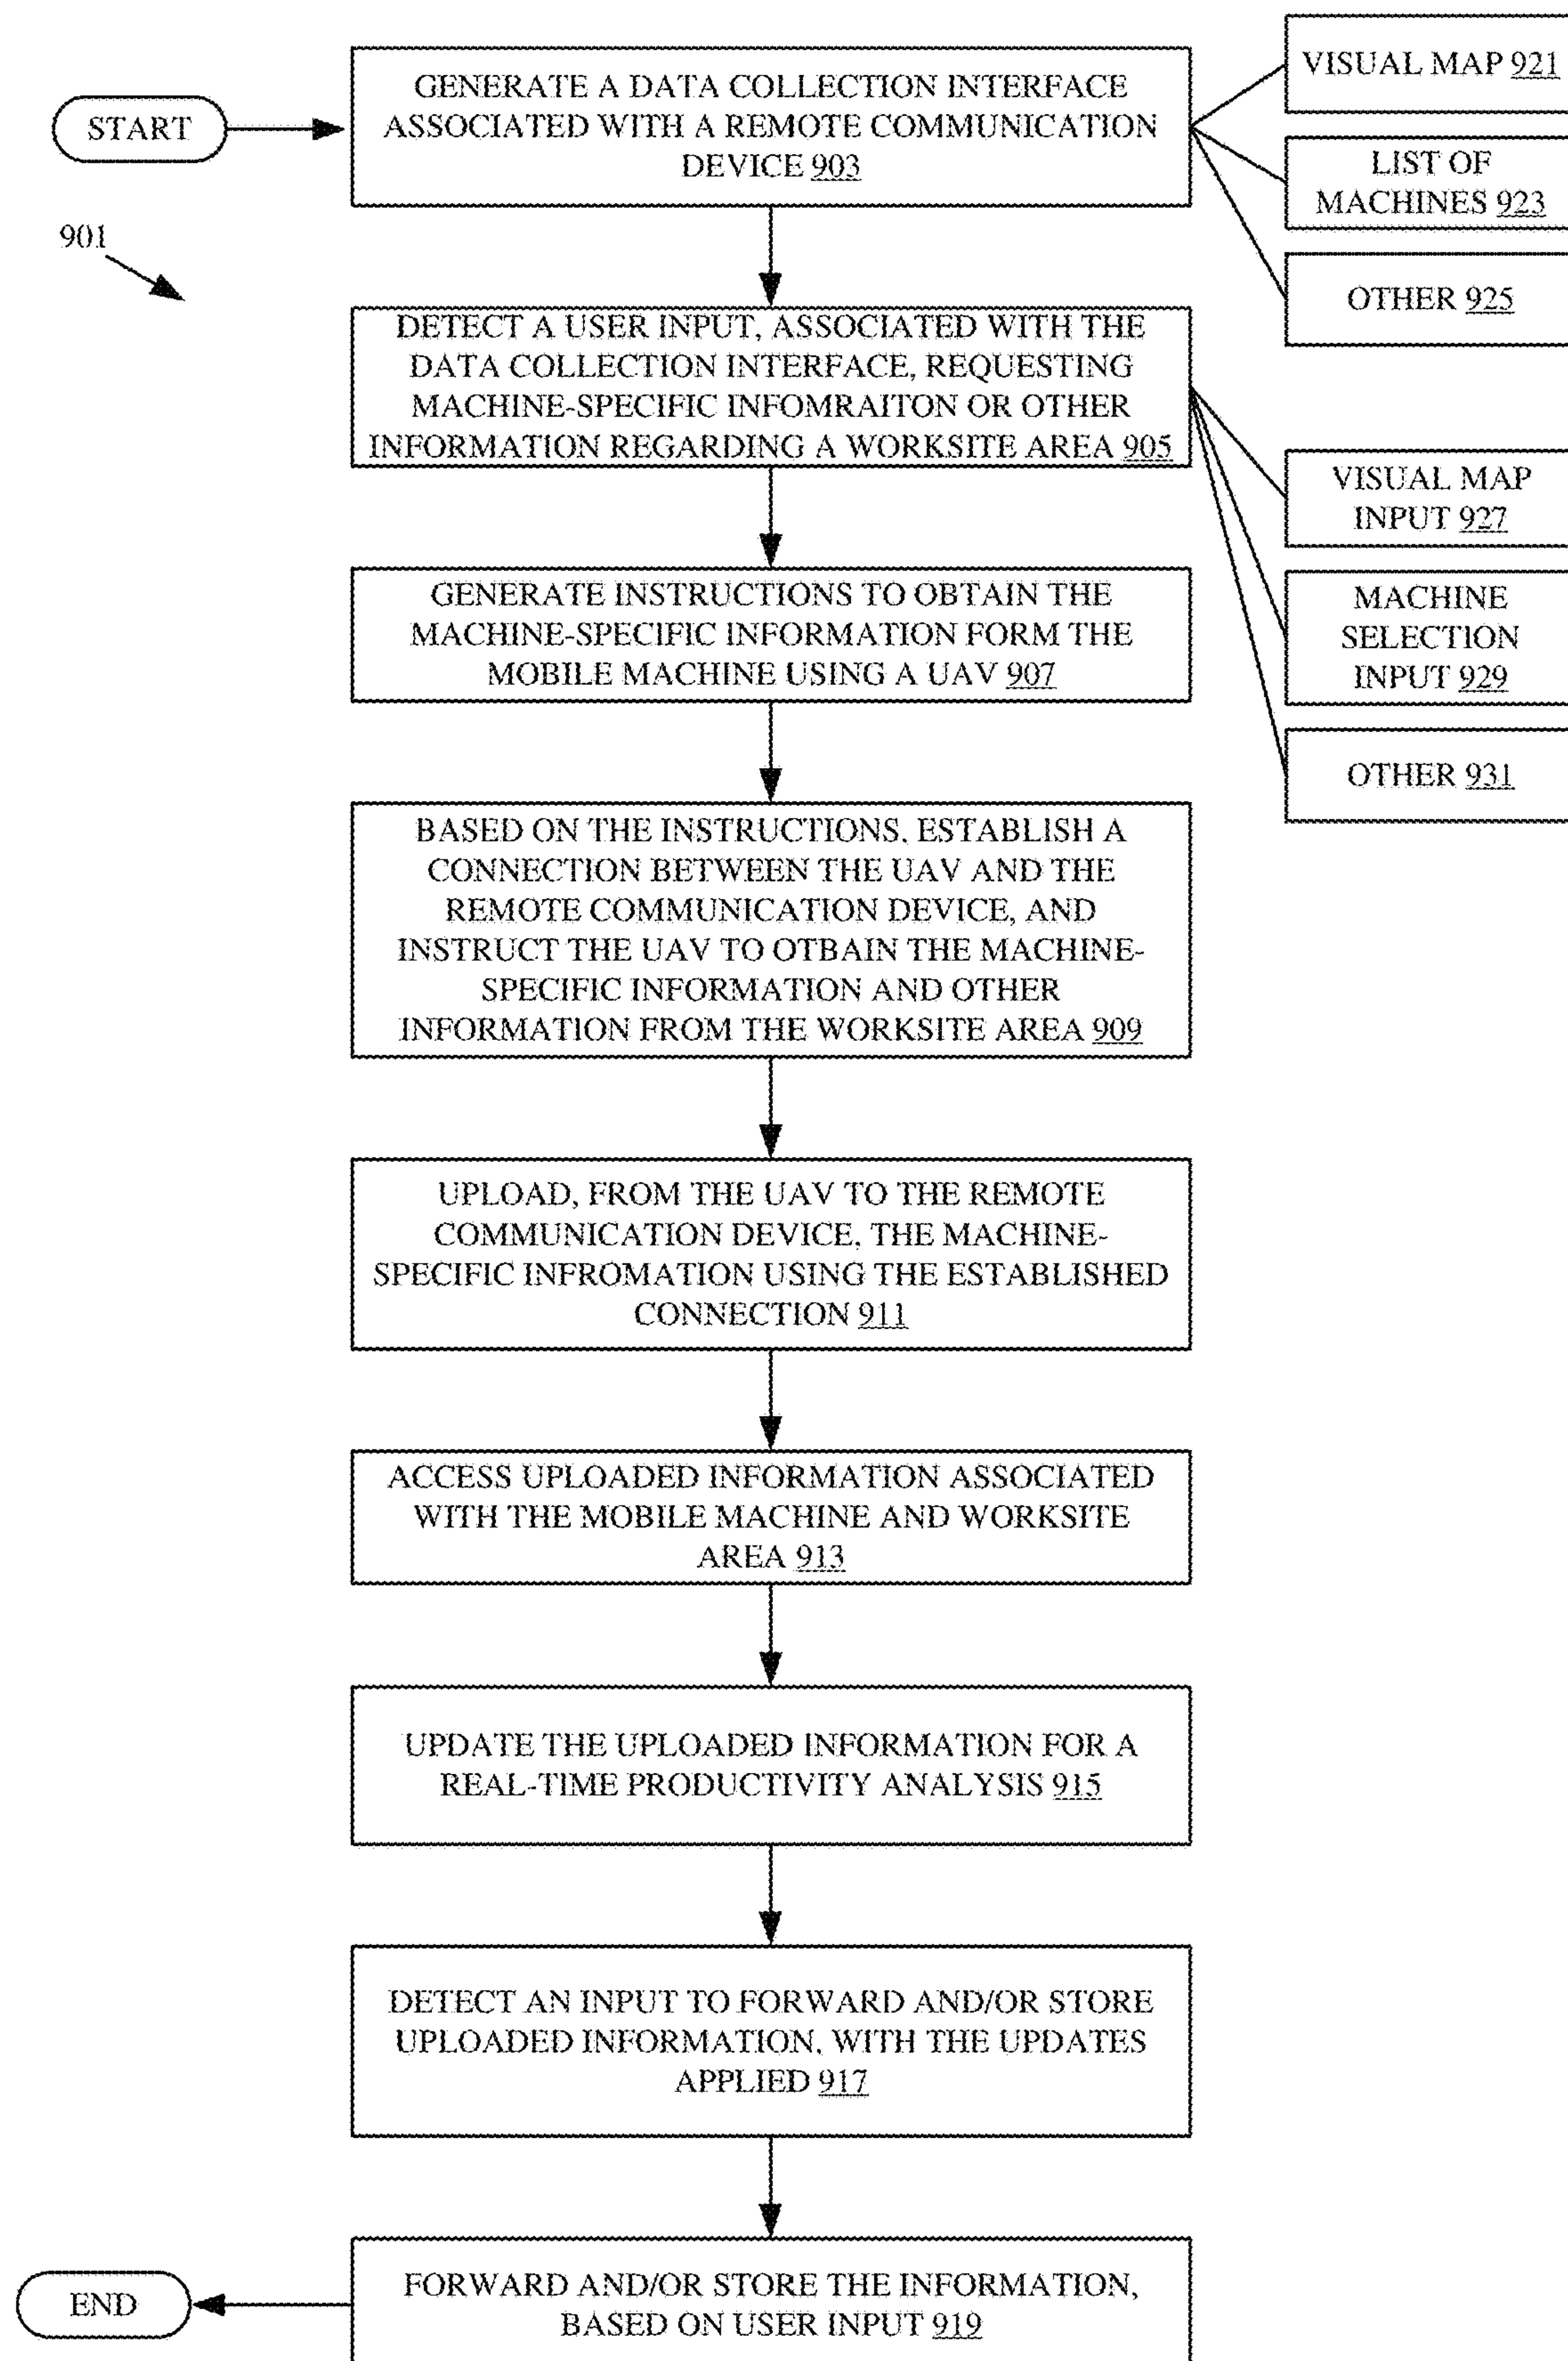 START
GENERATE A DATA COLLECTION INTERFACE
ASSOCIATED WITH A REMOTE COMMUNICATION
DEVICE 903
VISUAL MAP 921
LIST OF
MACHINES 923
OTHER 925
901
DETECT A USER INPUT, ASSOCIATED WITH THE
DATA COLLECTION INTERFACE, REQUESTING
MACHINE-SPECIFIC INFOMRAITON OR OTHER
INFORMATION REGARDING A WORKSITE AREA 905
VISUAL MAP
INPUT 927
MACHINE
SELECTION
INPUT 929
OTHER 931
GENERATE INSTRUCTIONS TO OBTAIN THE
MACHINE-SPECIFIC INFORMATION FORM THE
MOBILE MACHINE USING A UAV 907
BASED ON THE INSTRUCTIONS, ESTABLISH A
CONNECTION BETWEEN THE UAV AND THE
REMOTE COMMUNICATION DEVICE, AND
INSTRUCT THE UAV TO OTBAIN THE MACHINE-
SPECIFIC INFORMATION AND OTHER
INFORMATION FROM THE WORKSITE AREA 909
UPLOAD, FROM THE UAV TO THE REMOTE
COMMUNICATION DEVICE, THE MACHINE-
SPECIFIC INFROMATION USING THE ESTABLISHED
CONNECTION 911
ACCESS UPLOADED INFORMATION ASSOCIATED
WITH THE MOBILE MACHINE AND WORKSITE
AREA 913
UPDATE THE UPLOADED INFORMATION FOR A
REAL-TIME PRODUCTIVITY ANALYSIS 915
DETECT AN INPUT TO FORWARD AND/OR STORE
UPLOADED INFORMATION, WITH THE UPDATES
APPLIED 917
FORWARD AND/OR STORE THE INFORMATION,
BASED ON USER INPUT 919
END